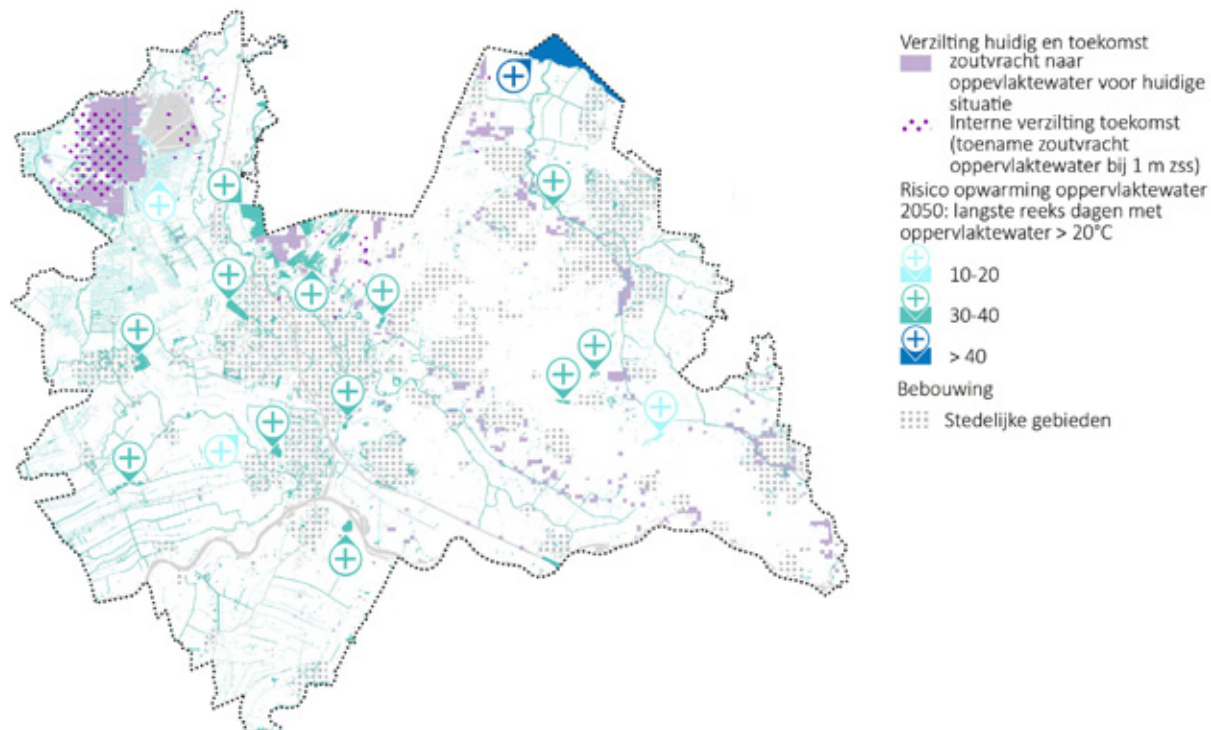 Verzilting huidig en toekomst
zoutvracht naar
oppevlaktewater voor huidige
situatie
Interne verzilting toekomst
(toename zoutvracht
oppervlaktewater bij 1 m zss)
Risico opwarming oppervlaktewater
2050: langste reeks dagen met
oppervlaktewater > 20°C
10-20
30-40
> 40
Bebouwing
Stedelijke gebieden